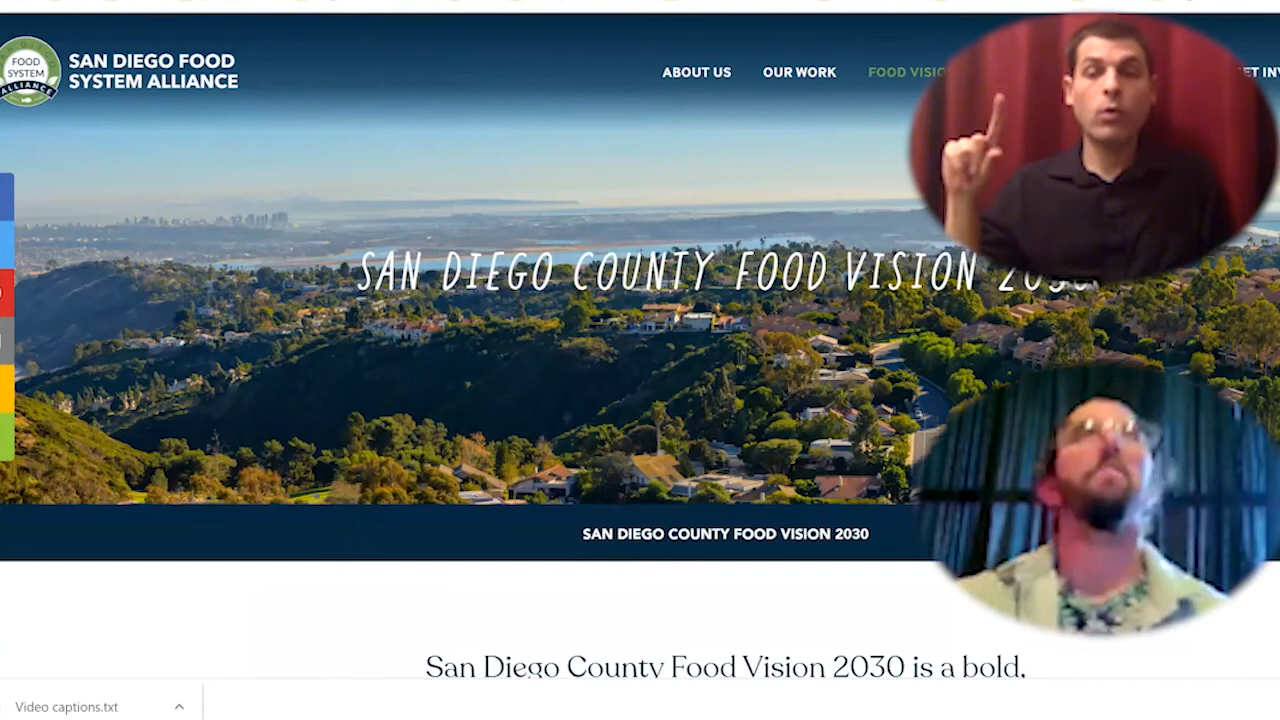 FOOD
SYSTEM
ALLIANCE
SAN DIEGO FOOD
SYSTEM ALLIANCE
ABOUT US
OUR WORK
FOOD
SAN DIEGO COUNTY FOOD VISION
SAN DIEGO COUNTY FOOD VISION 2030
San Diego County Food Vision 2030 is a bold,
Video captions.txt